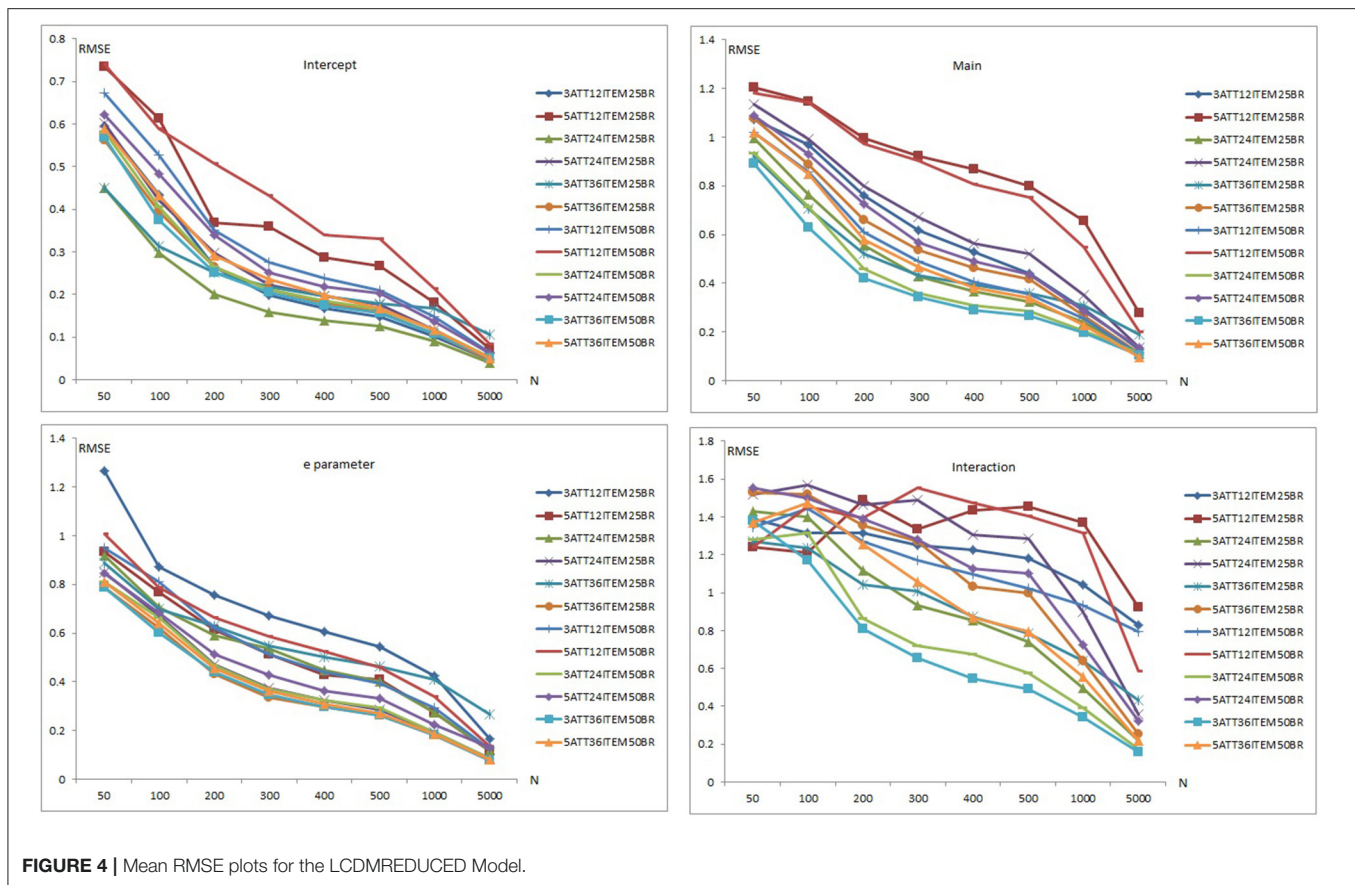 RMSE
Intercept
0.8
0.7
0.6
0.5
0.4
0.3
0.2
0.1
0
50 100 200 300 400 500 1000 5000
N
3ATT12ITEM25BR
5ATT12ITEM25BR
3ATT24ITEM25BR
5ATT24ITEM25BR
3ATT36ITEM25BR
5ATT36ITEM25BR
3ATT12ITEM50BR
5ATT12ITEM50BR
3ATT24ITEM50BR
5ATT24ITEM50BR
3ATT36ITEM50BR
5ATT36ITEM50BR
RMSE
Main
1.4
1.2
1
0.8
0.6
0.4
0.2
0
50 100 200 300 400 500 1000 5000
N
3ATT12ITEM25BR
5ATT12ITEM25BR
3ATT24ITEM25BR
5ATT24ITEM25BR
3ATT36ITEM25BR
5ATT36ITEM25BR
3ATT12ITEM50BR
5ATT12ITEM50BR
3ATT24ITEM50BR
5ATT24ITEM50BR
3ATT36ITEM50BR
5ATT36ITEM50BR
RMSE
e parameter
1.4
1.2
1
0.8
0.6
0.4
0.2
0
50 100 200 300 400 500 1000 5000
N
3ATT12ITEM25BR
5ATT12ITEM25BR
3ATT24ITEM25BR
5ATT24ITEM25BR
3ATT36ITEM25BR
5ATT36ITEM25BR
3ATT12ITEM50BR
5ATT12ITEM50BR
3ATT24ITEM50BR
5ATT24ITEM50BR
3ATT36ITEM50BR
5ATT36ITEM50BR
RMSE
Interaction
1.8
1.6
1.4
1.2
1
0.8
0.6
0.4
0.2
0
50 100 200 300 400 500 1000 5000
N
3ATT12ITEM25BR
5ATT12ITEM25BR
3ATT24ITEM25BR
5ATT24ITEM25BR
3ATT36ITEM25BR
5ATT36ITEM25BR
3ATT12ITEM50BR
5ATT12ITEM50BR
3ATT24ITEM50BR
5ATT24ITEM50BR
3ATT36ITEM50BR
5ATT36ITEM50BR
FIGURE 4 | Mean RMSE plots for the LCDMREDUCED Model.